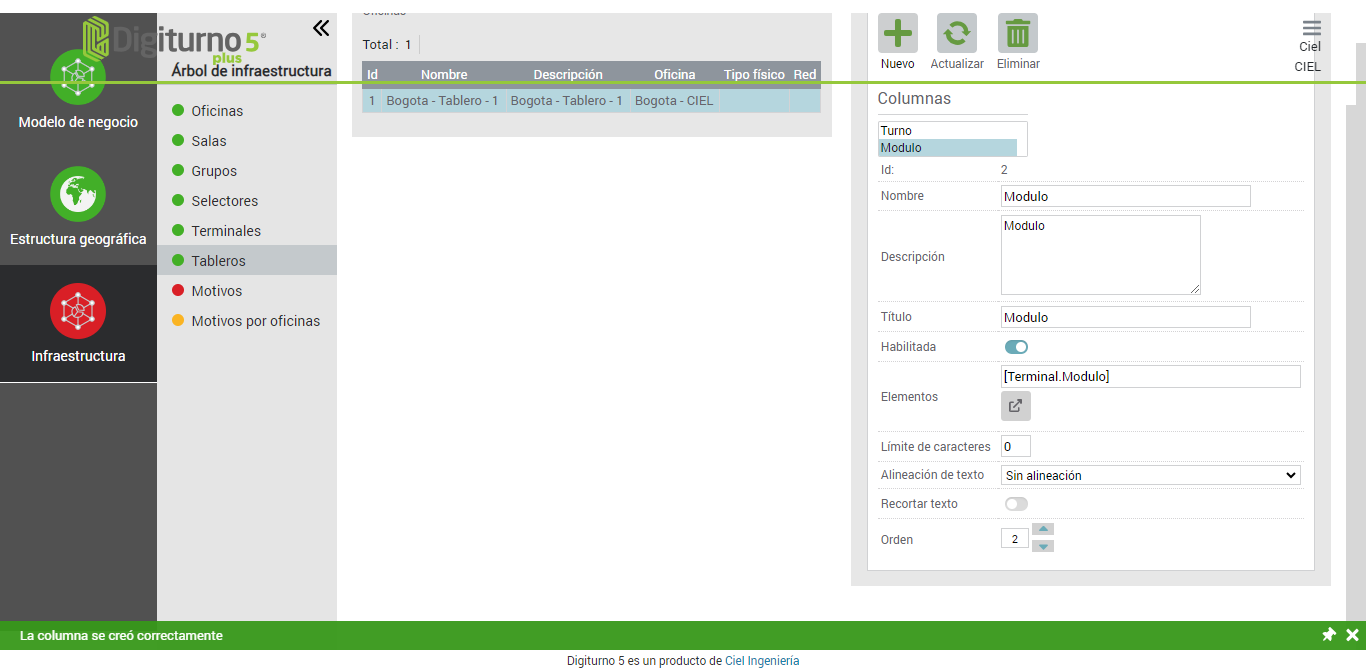 Digiturno 5®
plus
Árbol de infraestructura
Modelo de negocio
Estructura geográfica
Infraestructura
Oficinas
Salas
Grupos
Selectores
Terminales
Tableros
Motivos
Motivos por oficinas
Oficinas
Total : 1
Id Nombre Descripción Oficina Tipo físico Red
1 Bogota - Tablero - 1 Bogota - Tablero - 1 Bogota - CIEL
Nuevo Actualizar Eliminar
Ciel
CIEL
Columnas
Turno
Modulo
Id: 2
Nombre Modulo
Descripción Modulo
Título Modulo
Habilitada
Elementos [Terminal.Modulo]
Límite de caracteres 0
Alineación de texto Sin alineación
Recortar texto
Orden 2
La columna se creó correctamente
Digiturno 5 es un producto de Ciel Ingeniería